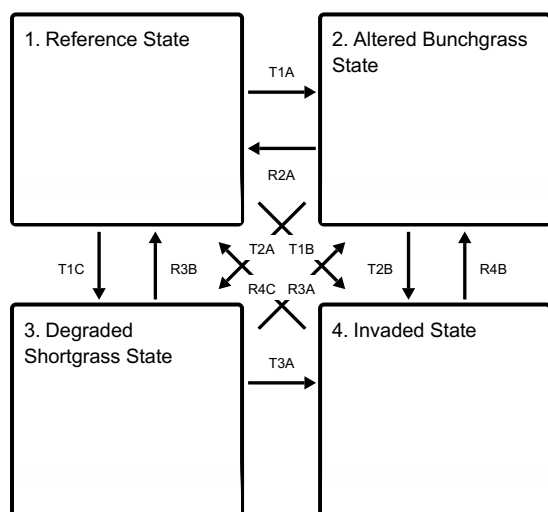 1. Reference State
2. Altered Bunchgrass
State
T1A
R2A
T2A
T1B
T1C
R3B
T2B
R4B
R4C
R3A
3. Degraded
Shortgrass State
4. Invaded State
T3A